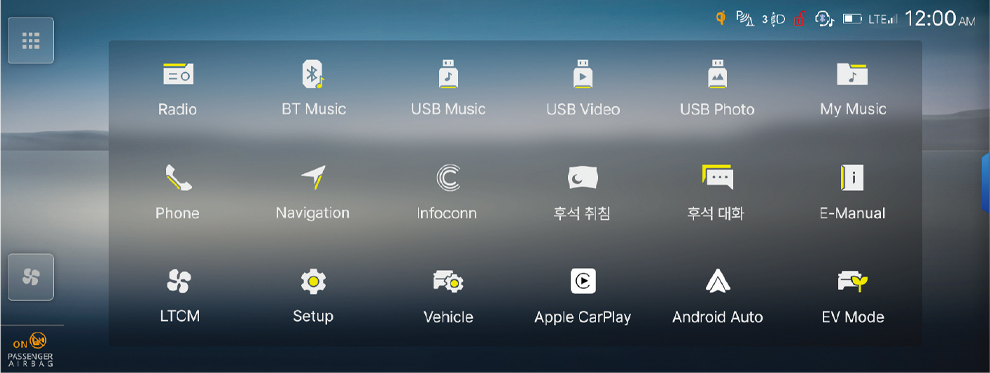 P 3 D LTE 12:00 AM
Radio BT Music USB Music USB Video USB Photo My Music
Phone Navigation Infoconn 후석 취침 후석 대화 E-Manual
LTCM Setup Vehicle Apple CarPlay Android Auto EV Mode
ON
PASSENGER
AIRBAG